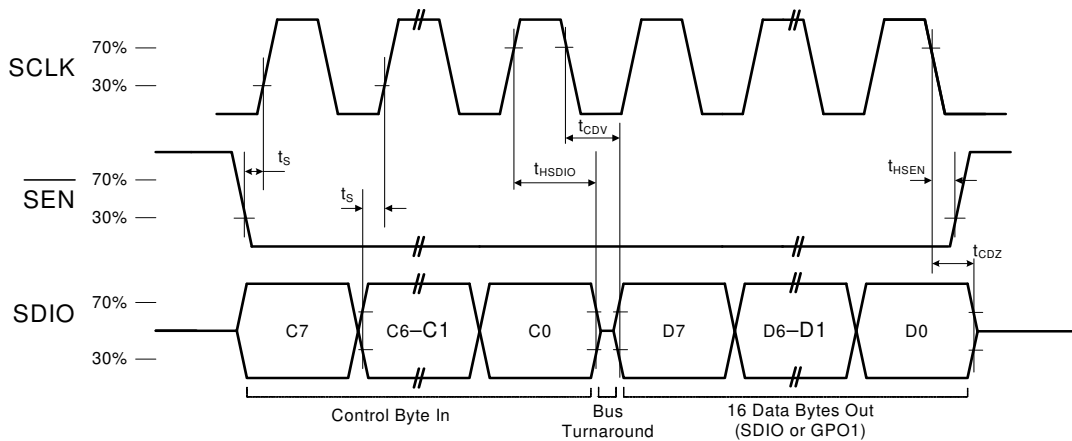 SCLK
70%
30%
tCDV
tS
tHSDIO
tHSEN
SEN
70%
30%
tS
tCDZ
SDIO
70%
30%
C7
C6–C1
C0
D7
D6–D1
D0
Control Byte In
Bus
Turnaround
16 Data Bytes Out
(SDIO or GPO1)